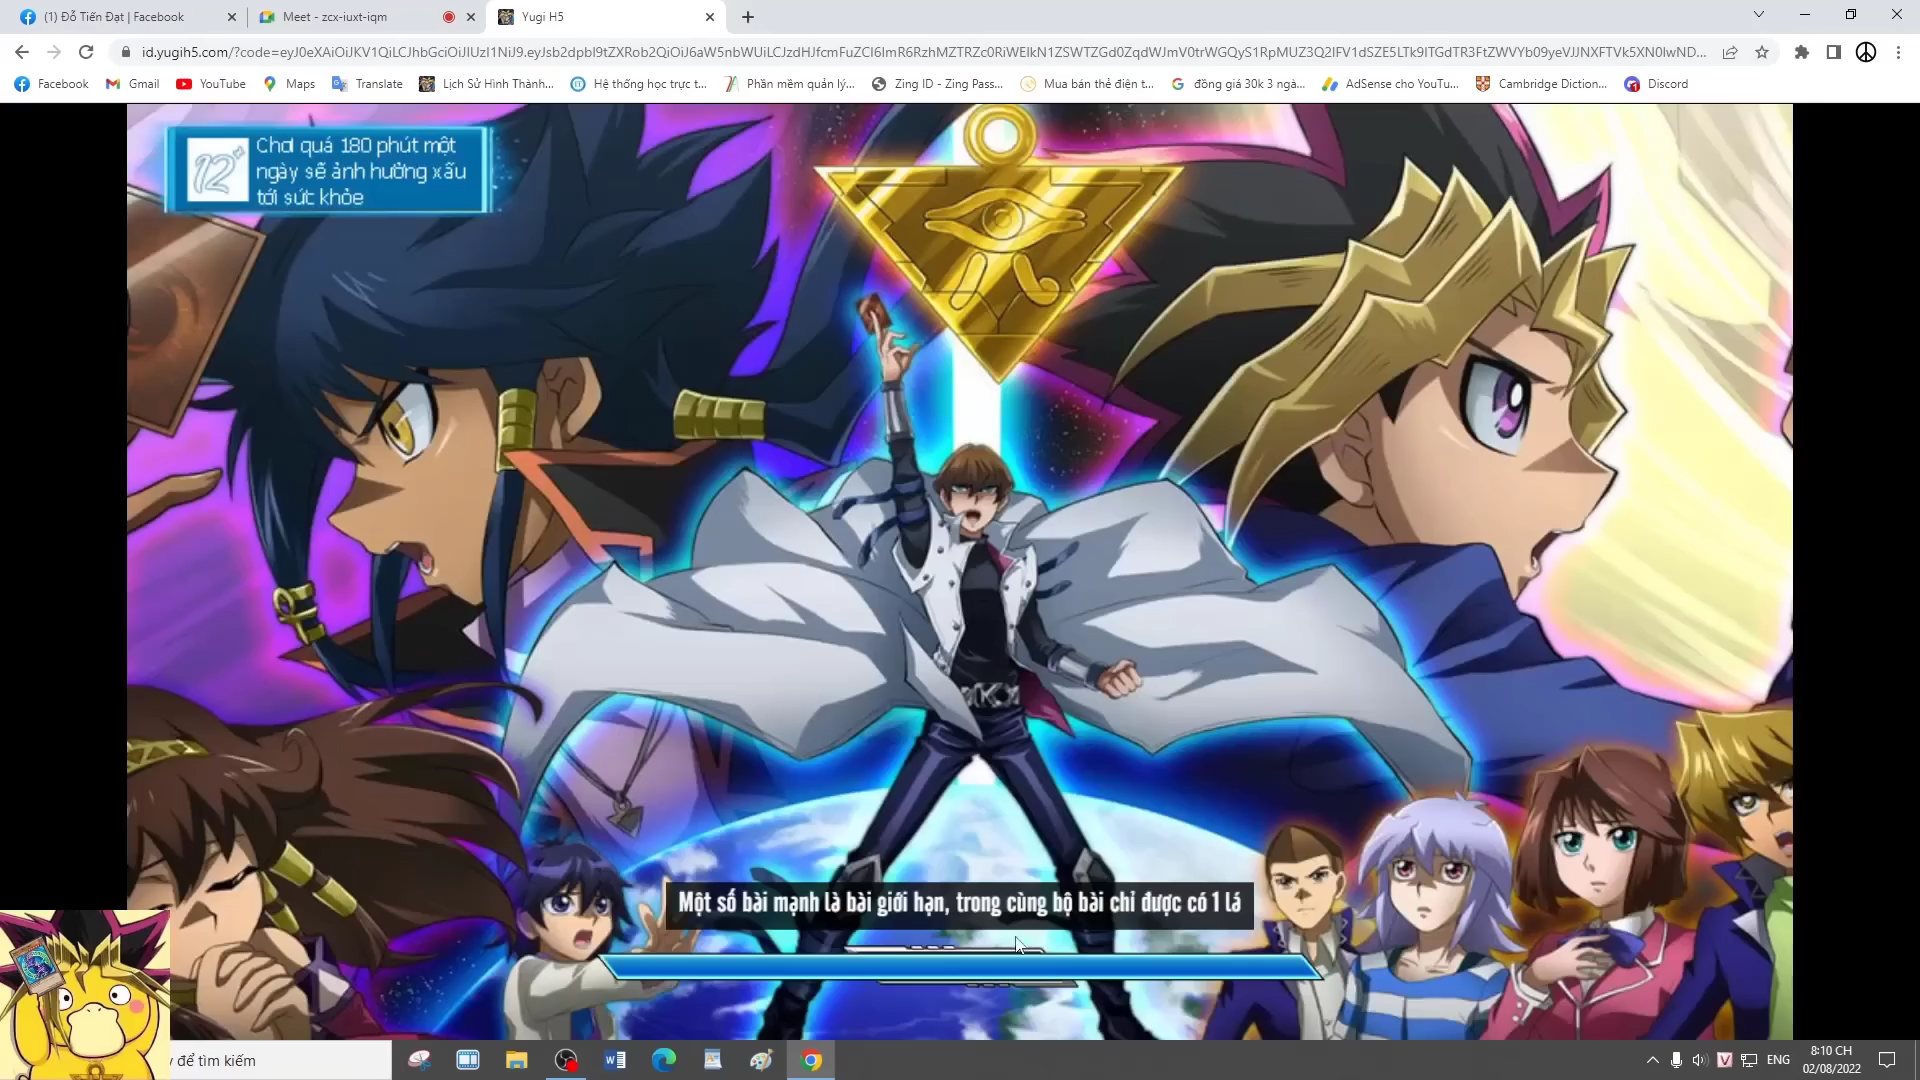 (1) Đỗ Tiến Đạt | Facebook
Meet - zcx-iuxt-iqm
Yugi H5
Facebook
Gmail
YouTube
Maps
Translate
Lịch Sử Hình Thành...
Hệ thống học trực t...
Phần mềm quản lý...
Zing ID - Zing Pass...
Mua bán thẻ điện t...
đồng giá 30k 3 ngà...
AdSense cho YouTu...
Cambridge Diction...
Discord
12+
Chơi quá 180 phút một
ngày sẽ ảnh hưởng xấu
tới sức khỏe
KC
Một số bài mạnh là bài giới hạn, trong cùng bộ bài chỉ được có 1 lá
để tìm kiếm
ENG
8:10 CH
02/08/2022